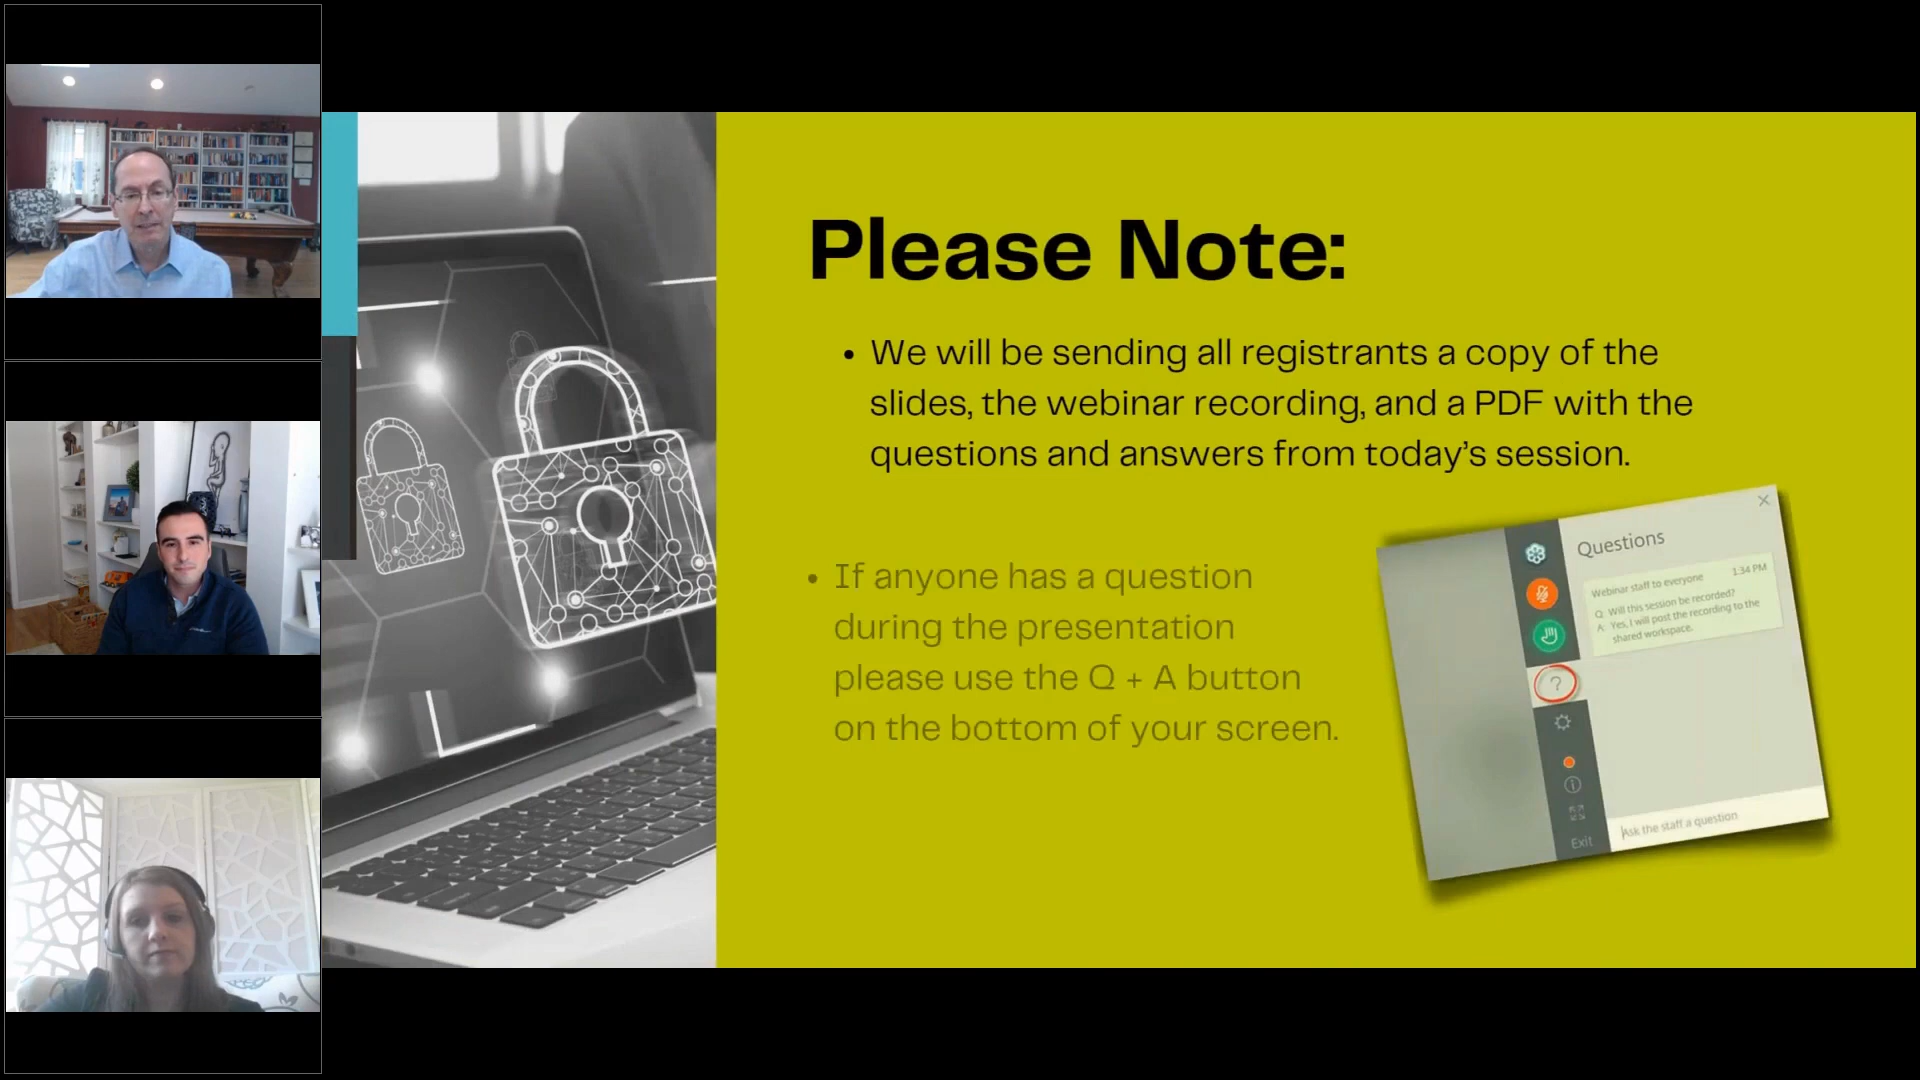 Please Note:
• We will be sending all registrants a copy of the
slides, the webinar recording, and a PDF with the
questions and answers from today’s session.
• If anyone has a question
during the presentation
please use the Q + A button
on the bottom of your screen.
Questions
Webinar staff to everyone 1:34 PM
Q: Will this session be recorded?
A: Yes, I will post the recording to the
shared workspace.
?
Exit
Ask the staff a question